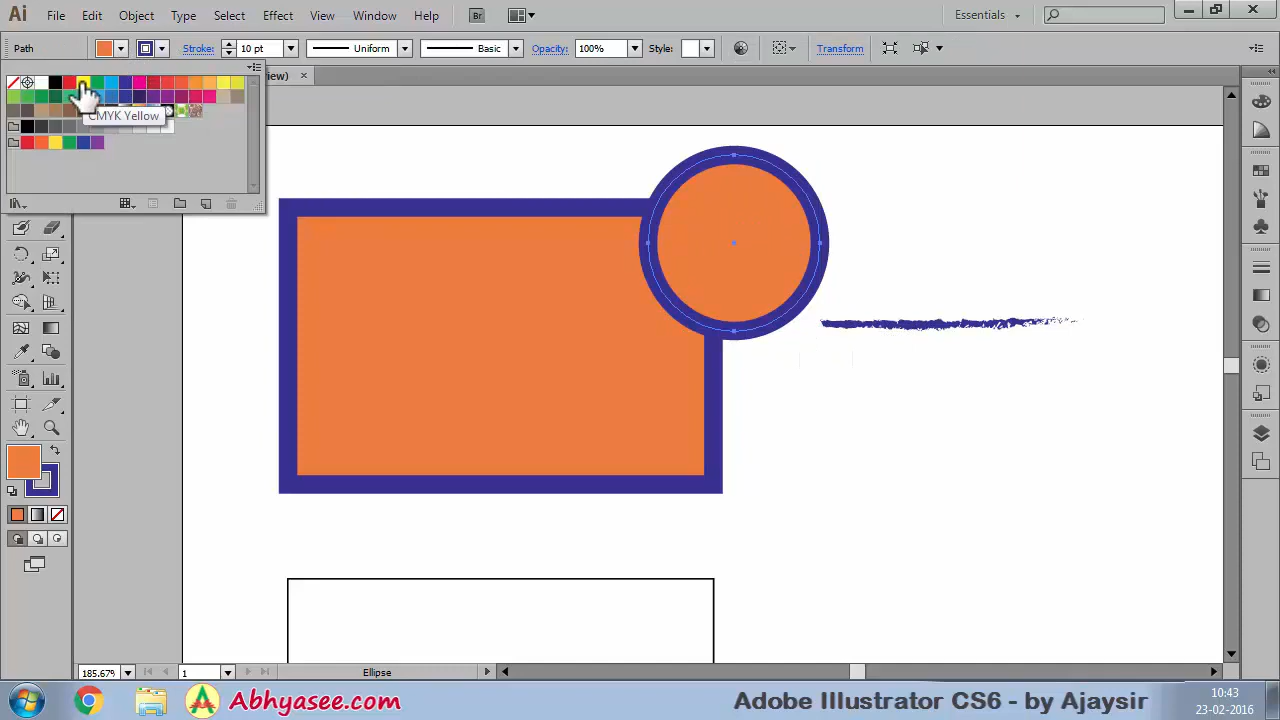 Ai File Edit Object Type Select Effect View Window Help Br Essentials
Path Stroke: 10 pt Uniform Basic Opacity: 100% Style: Transform
iew)
CMYK Yellow
185.67% 1 Ellipse
Abhyasee.com Adobe Illustrator CS6 - by Ajaysir 10:43
23-02-2016